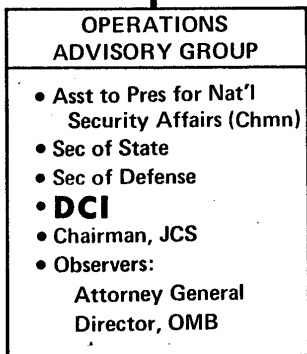 OPERATIONS
ADVISORY GROUP
• Asst to Pres for Nat'l
Security Affairs (Chmn)
• Sec of State
• Sec of Defense
• DCI
• Chairman, JCS
• Observers:
Attorney General
Director, OMB